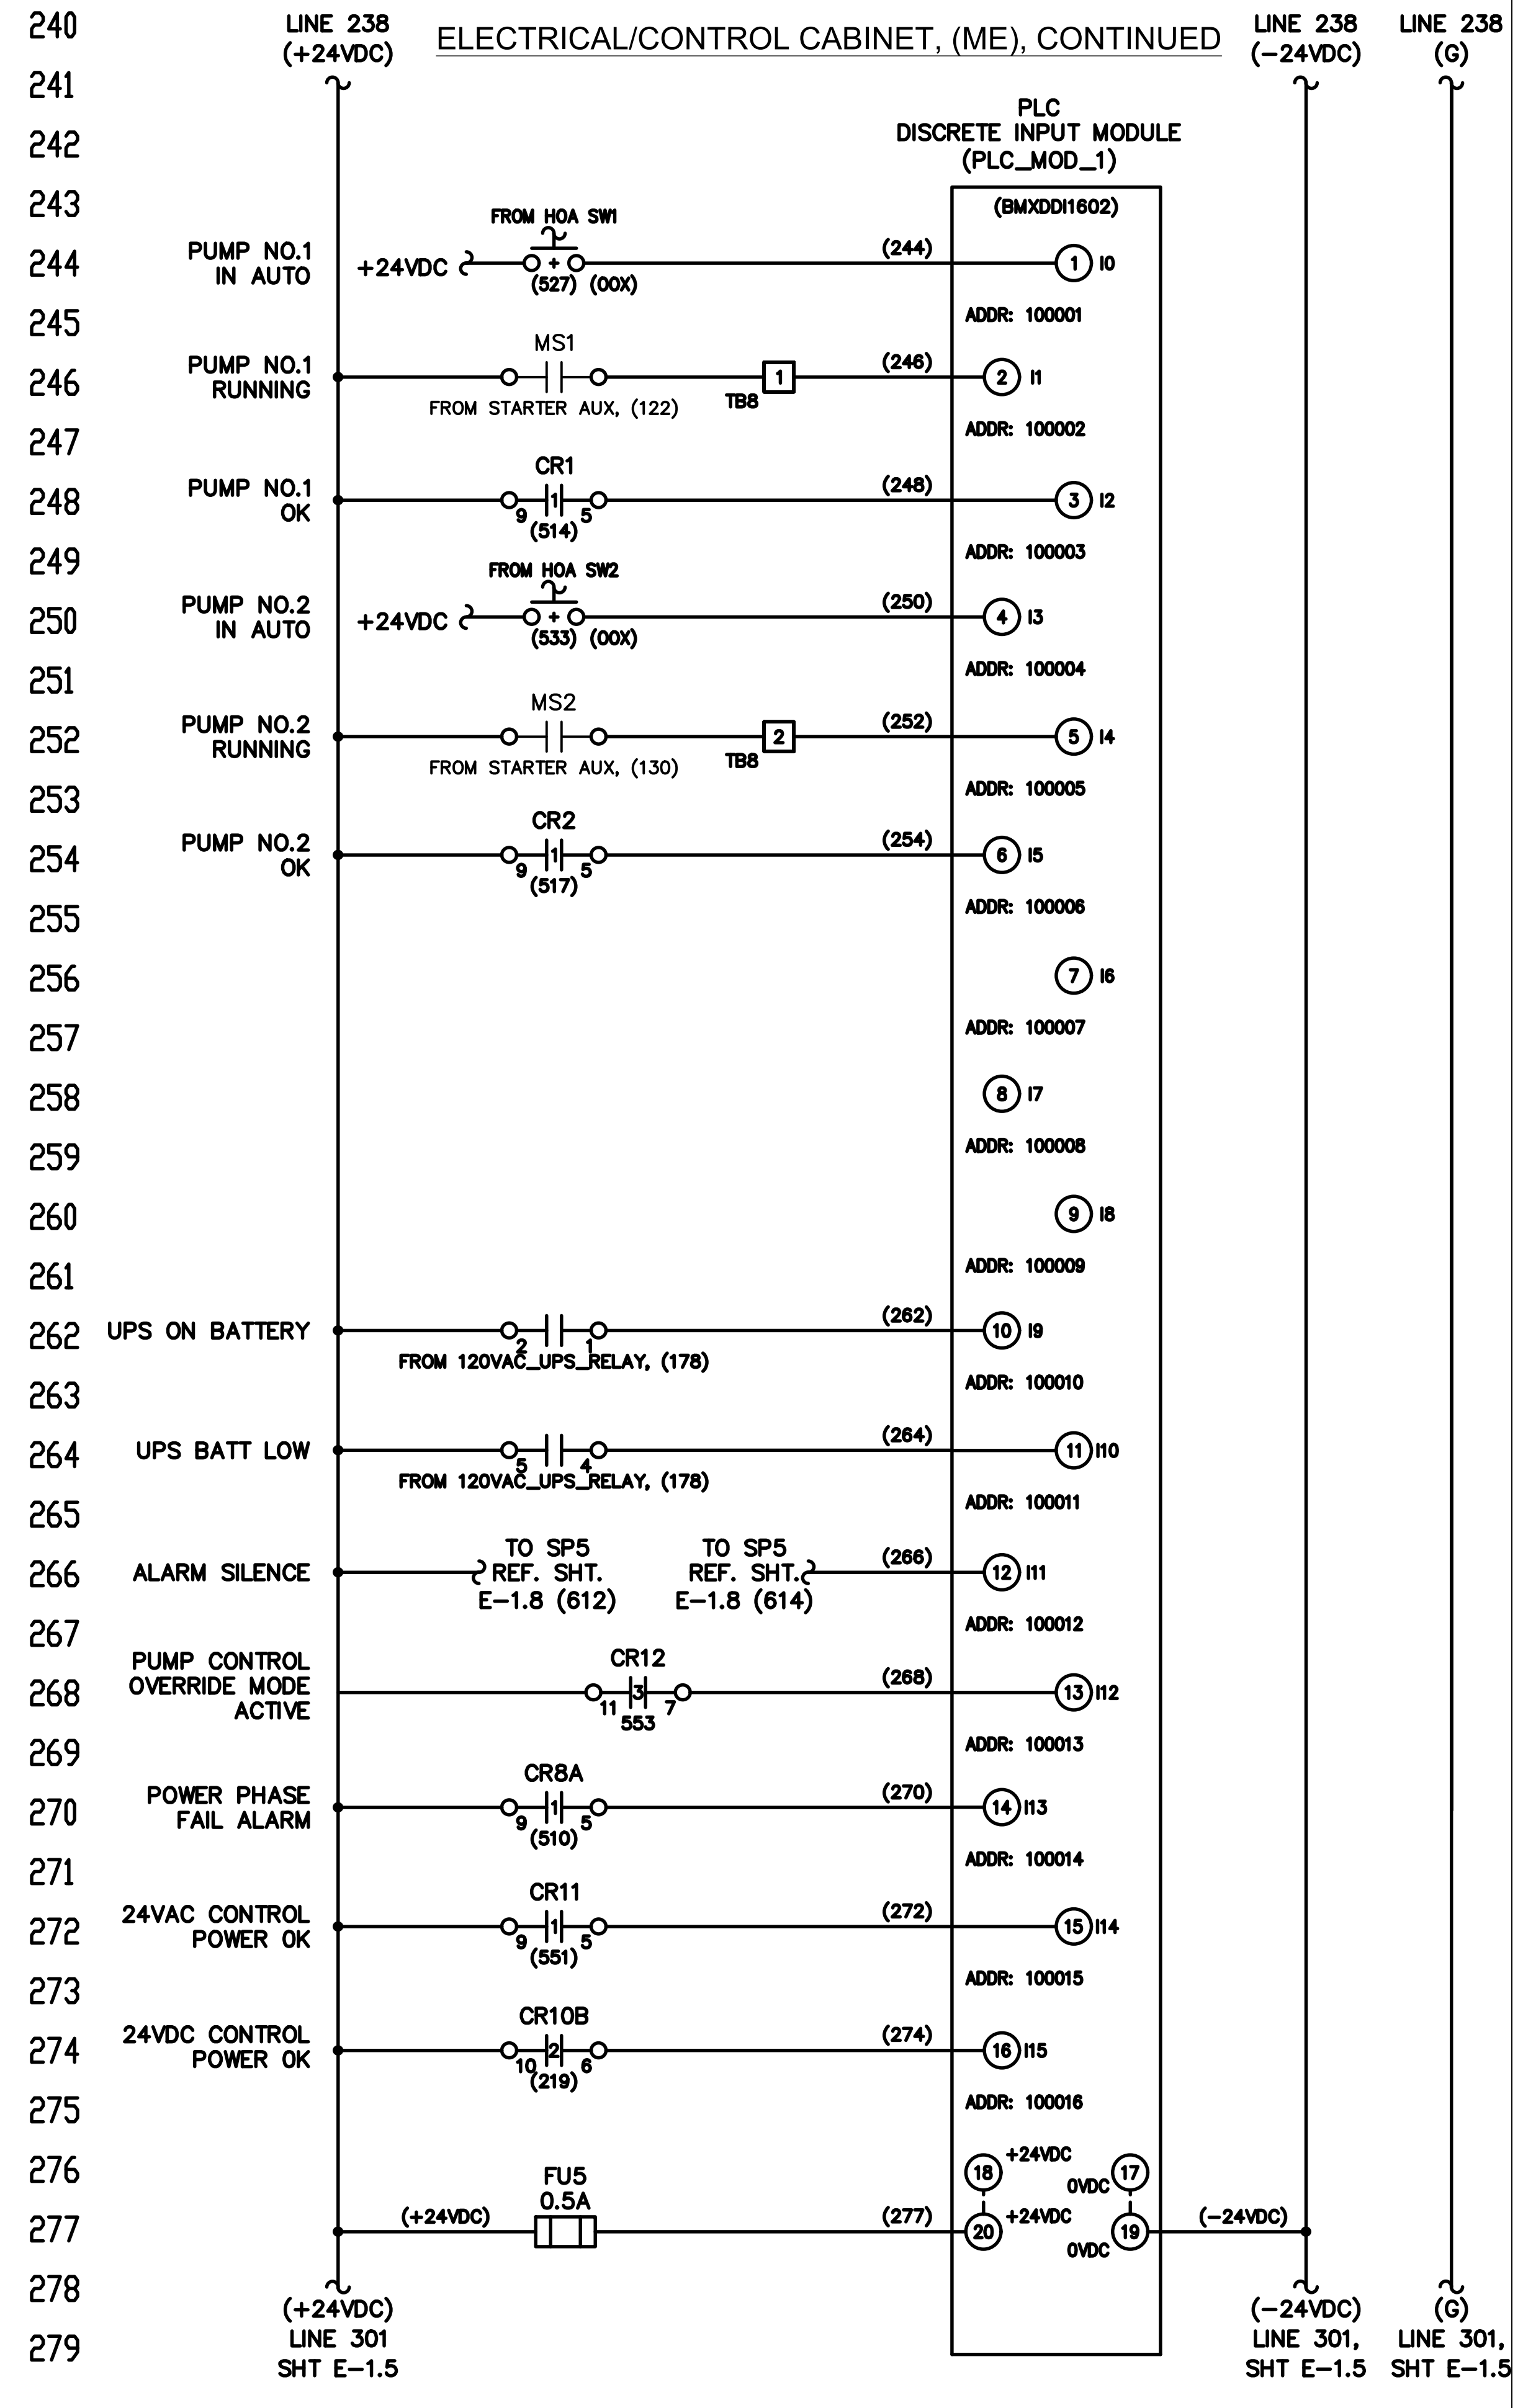 240
LINE 238
(+24VDC)
ELECTRICAL/CONTROL CABINET, (ME), CONTINUED
LINE 238
(-24VDC)
LINE 238
(G)
241
PLC
DISCRETE INPUT MODULE
(PLC_MOD_1)
242
243
FROM HOA SW1
(BMXDDI1602)
244
PUMP NO.1
IN AUTO
+24VDC
+
(527) (00X)
(244)
1 I0
245
ADDR: 100001
246
PUMP NO.1
RUNNING
MS1
FROM STARTER AUX, (122)
1
TB8
(246)
2 I1
247
ADDR: 100002
248
PUMP NO.1
OK
CR1
1
9 5
(514)
(248)
3 I2
249
ADDR: 100003
FROM HOA SW2
250
PUMP NO.2
IN AUTO
+24VDC
+
(533) (00X)
(250)
4 I3
251
ADDR: 100004
252
PUMP NO.2
RUNNING
MS2
FROM STARTER AUX, (130)
2
TB8
(252)
5 I4
253
ADDR: 100005
254
PUMP NO.2
OK
CR2
1
9 5
(517)
(254)
6 I5
255
ADDR: 100006
256
7 I6
257
ADDR: 100007
258
8 I7
259
ADDR: 100008
260
9 I8
261
ADDR: 100009
262
UPS ON BATTERY
2 1
FROM 120VAC_UPS_RELAY, (178)
(262)
10 I9
263
ADDR: 100010
264
UPS BATT LOW
5 4
FROM 120VAC_UPS_RELAY, (178)
(264)
11 I10
265
ADDR: 100011
266
ALARM SILENCE
TO SP5
REF. SHT.
E-1.8 (612)
TO SP5
REF. SHT.
E-1.8 (614)
(266)
12 I11
267
ADDR: 100012
268
PUMP CONTROL
OVERRIDE MODE
ACTIVE
CR12
3
11 7
553
(268)
13 I12
269
ADDR: 100013
270
POWER PHASE
FAIL ALARM
CR8A
1
9 5
(510)
(270)
14 I13
271
ADDR: 100014
272
24VAC CONTROL
POWER OK
CR11
1
9 5
(551)
(272)
15 I14
273
ADDR: 100015
274
24VDC CONTROL
POWER OK
CR10B
2
10 6
(219)
(274)
16 I15
275
ADDR: 100016
276
18 +24VDC
0VDC 17
277
(+24VDC)
FU5
0.5A
(277)
20 +24VDC
0VDC 19
(-24VDC)
278
279
(+24VDC)
LINE 301
SHT E-1.5
(-24VDC)
LINE 301,
SHT E-1.5
(G)
LINE 301,
SHT E-1.5